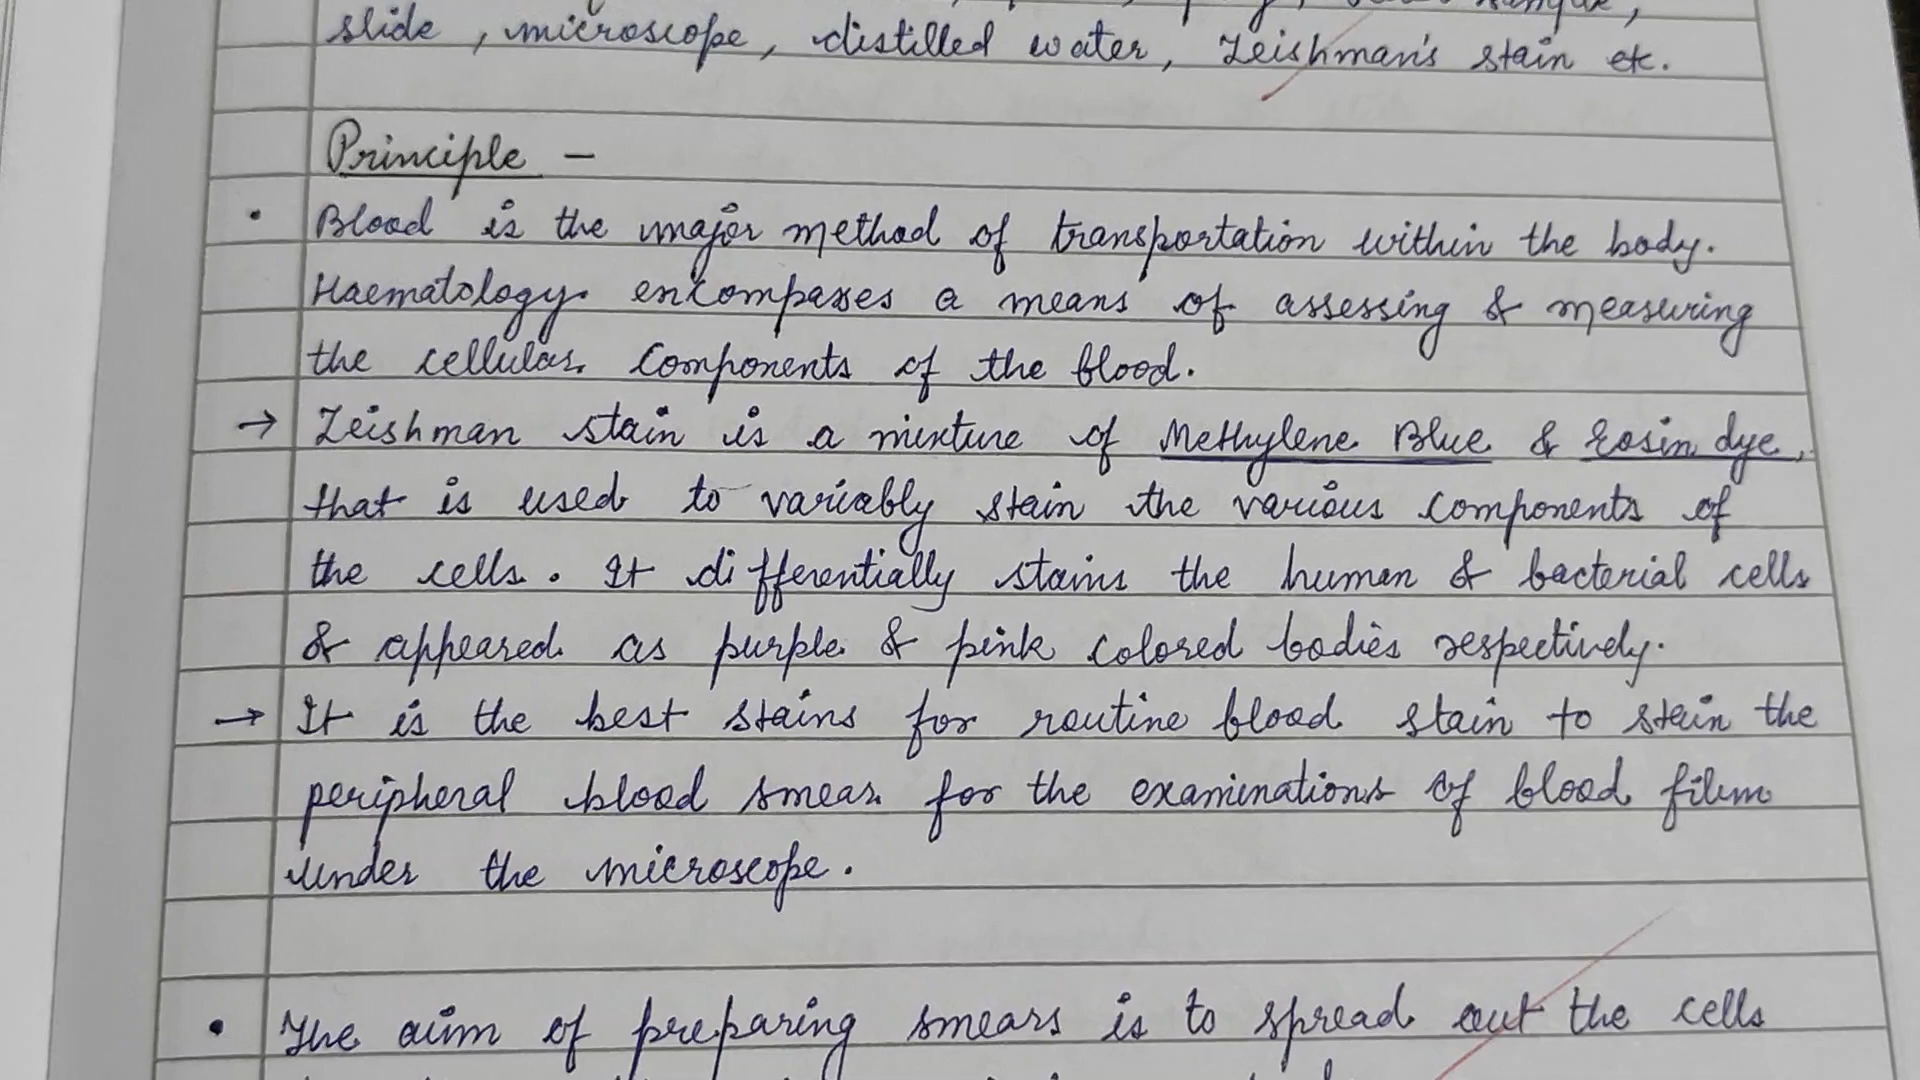 slide, microscope, distilled water, Leishman's stain etc.
Principle -
• Blood is the major method of transportation within the body.
Haematology encompasses a means of assessing & measuring
the cellular components of the blood.
→ Leishman stain is a mixture of Methylene Blue & Eosin dye,
that is used to variably stain the various components of
the cells. It differentially stains the human & bacterial cells
& appeared as purple & pink colored bodies respectively.
→ It is the best stains for routine blood stain to stain the
peripheral blood smear for the examinations of blood film
under the microscope.
• The aim of preparing smears is to spread out the cells